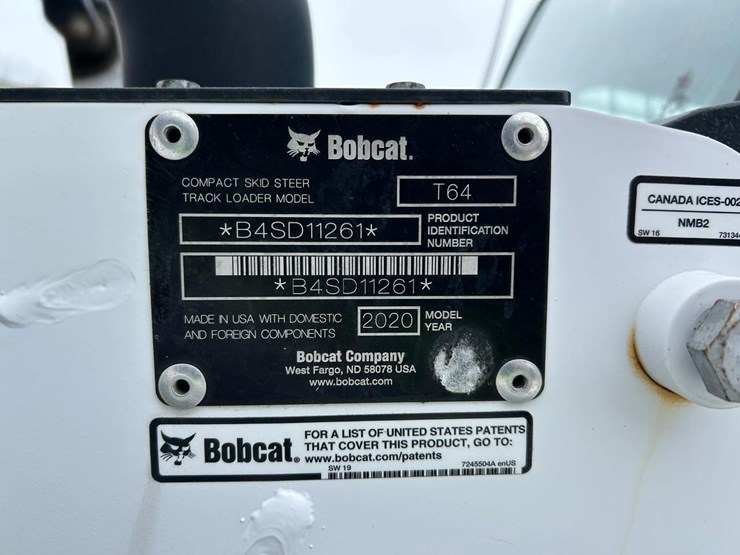 Bobcat.
COMPACT SKID STEER
TRACK LOADER MODEL
T64
*B4SD11261*
PRODUCT
IDENTIFICATION
NUMBER
*B4SD11261*
MADE IN USA WITH DOMESTIC
AND FOREIGN COMPONENTS
2020
MODEL
YEAR
Bobcat Company
West Fargo, ND 58078 USA
www.bobcat.com
CANADA ICES-002
NMB2
SW 16
73134
Bobcat.
FOR A LIST OF UNITED STATES PATENTS
THAT COVER THIS PRODUCT, GO TO:
www.bobcat.com/patents
SW 19
7245504A enUS